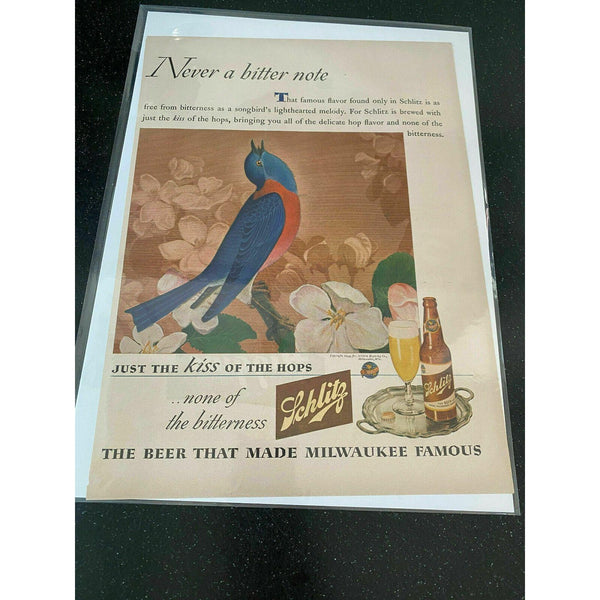 Never a bitter note
That famous flavor found only in Schlitz is as
free from bitterness as a songbird's lighthearted melody. For Schlitz is brewed with
just the kiss of the hops, bringing you all of the delicate hop flavor and none of the
bitterness.
JUST THE kiss OF THE HOPS
..none of
the bitterness
Schlitz
Schlitz
THE BEER THAT MADE MILWAUKEE FAMOUS